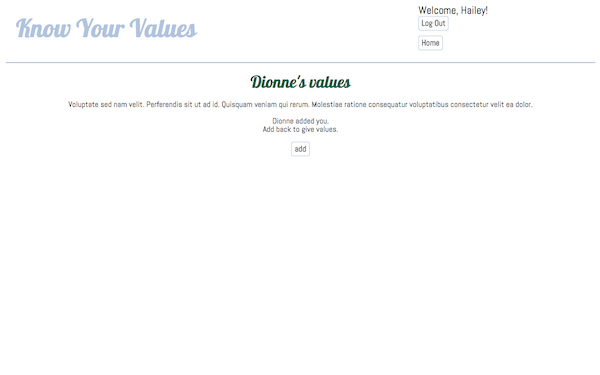 Know Your Values
Welcome, Hailey!
Log Out
Home
Dionne's values
Voluptate sed nam velit. Perferendis sit ut ad id. Quisquam veniam qui rerum. Molestiae ratione consequatur voluptatibus consectetur velit ea dolor.
Dionne added you.
Add back to give values.
add